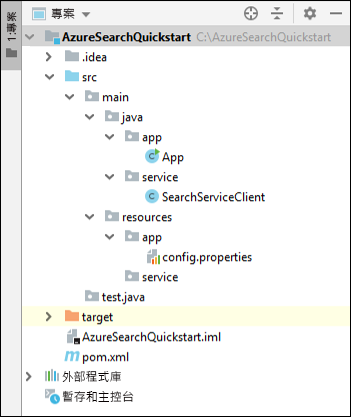 1: 專案
專案
AzureSearchQuickstart C:\AzureSearchQuickstart
.idea
src
main
java
app
App
service
SearchServiceClient
resources
app
config.properties
service
test.java
target
AzureSearchQuickstart.iml
pom.xml
外部程式庫
暫存和主控台